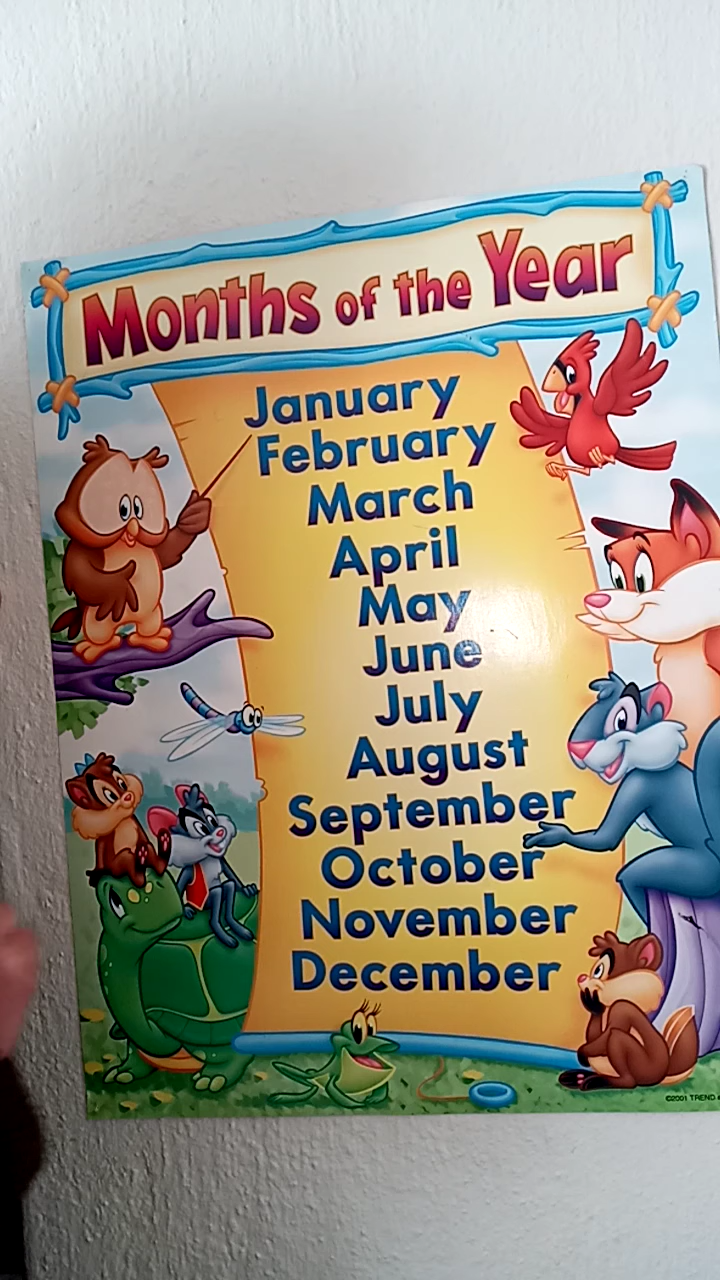 Months of the Year
January
February
March
April
May
June
July
August
September
October
November
December
©2001 TREND